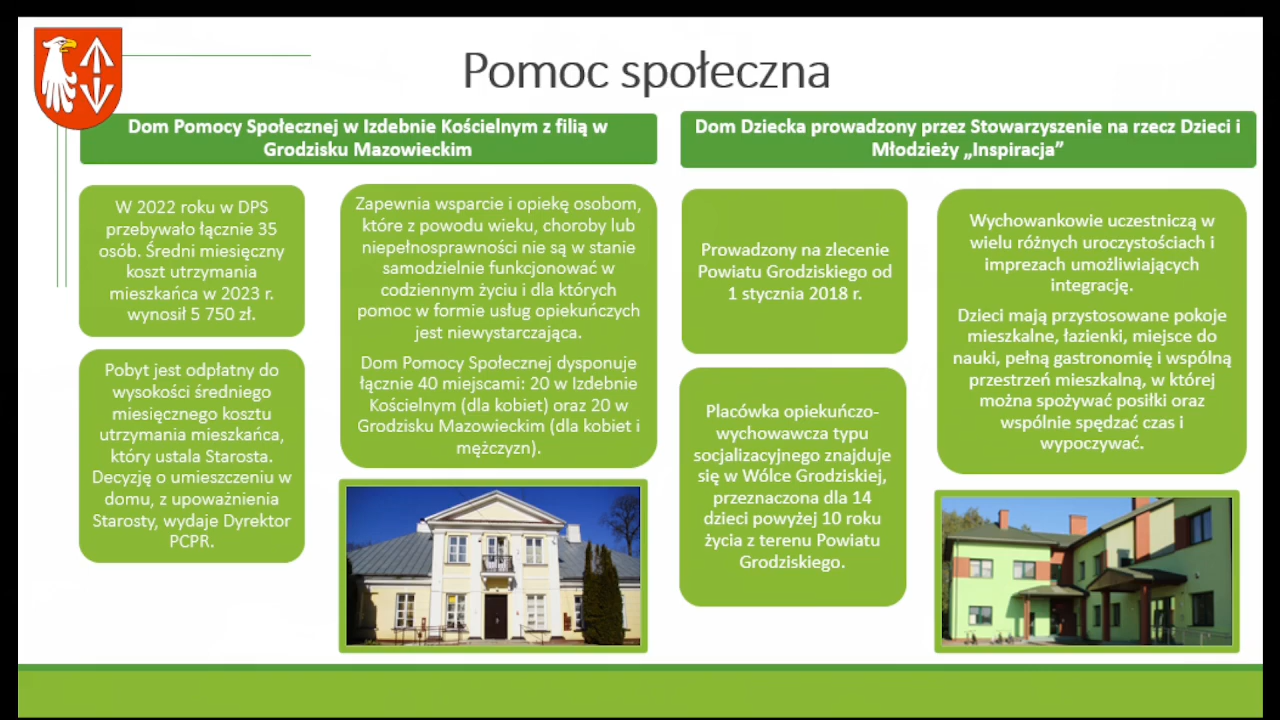 Pomoc społeczna
Dom Pomocy Społecznej w Izdebnie Kościelnym z filią w
Grodzisku Mazowieckim
W 2022 roku w DPS
przebywało łącznie 35
osób. Średni miesięczny
koszt utrzymania
mieszkańca w 2023 r.
wynosił 5 750 zł.
Pobyt jest odpłatny do
wysokości średniego
miesięcznego kosztu
utrzymania mieszkańca,
który ustala Starosta.
Decyzję o umieszczeniu w
domu, z upoważnienia
Starosty, wydaje Dyrektor
PCPR.
Zapewnia wsparcie i opiekę osobom,
które z powodu wieku, choroby lub
niepełnosprawności nie są w stanie
samodzielnie funkcjonować w
codziennym życiu i dla których
pomoc w formie usług opiekuńczych
jest niewystarczająca.
Dom Pomocy Społecznej dysponuje
łącznie 40 miejscami: 20 w Izdebnie
Kościelnym (dla kobiet) oraz 20 w
Grodzisku Mazowieckim (dla kobiet i
mężczyzn).
Dom Dziecka prowadzony przez Stowarzyszenie na rzecz Dzieci i
Młodzieży „Inspiracja”
Prowadzony na zlecenie
Powiatu Grodziskiego od
1 stycznia 2018 r.
Placówka opiekuńczo-
wychowawcza typu
socjalizacyjnego znajduje
się w Wólce Grodziskiej,
przeznaczona dla 14
dzieci powyżej 10 roku
życia z terenu Powiatu
Grodziskiego.
Wychowankowie uczestniczą w
wielu różnych uroczystościach i
imprezach umożliwiających
integrację.
Dzieci mają przystosowane pokoje
mieszkalne, łazienki, miejsce do
nauki, pełną gastronomię i wspólną
przestrzeń mieszkalną, w której
można spożywać posiłki oraz
wspólnie spędzać czas i
wypoczywać.